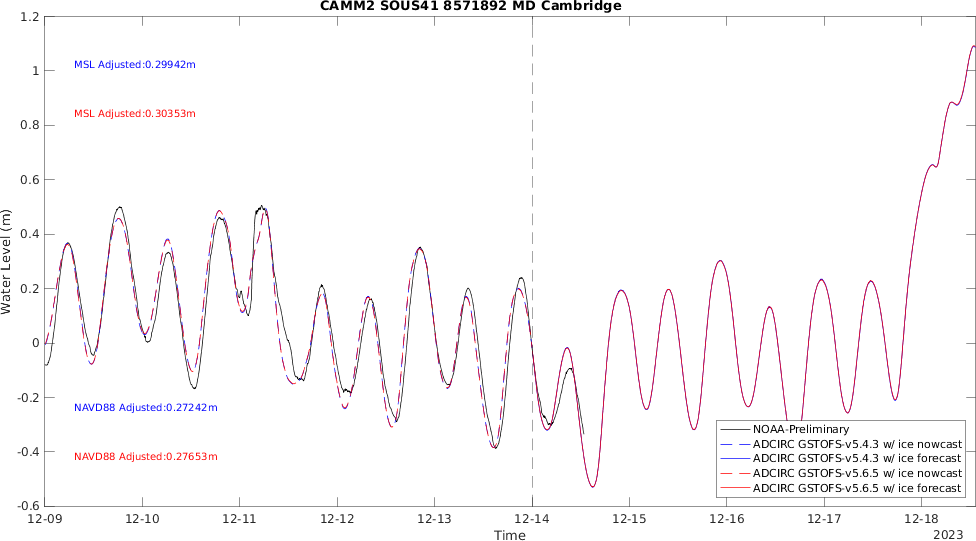 CAMM2 SOUS41 8571892 MD Cambridge
1.2
1
0.8
0.6
0.4
0.2
0
-0.2
-0.4
-0.6
Water Level (m)
MSL Adjusted:0.29942m
MSL Adjusted:0.30353m
NAVD88 Adjusted:0.27242m
NAVD88 Adjusted:0.27653m
NOAA-Preliminary
ADCIRC GSTOFS-v5.4.3 w/ ice nowcast
ADCIRC GSTOFS-v5.4.3 w/ ice forecast
ADCIRC GSTOFS-v5.6.5 w/ ice nowcast
ADCIRC GSTOFS-v5.6.5 w/ ice forecast
12-09 12-10 12-11 12-12 12-13 12-14 12-15 12-16 12-17 12-18
Time
2023